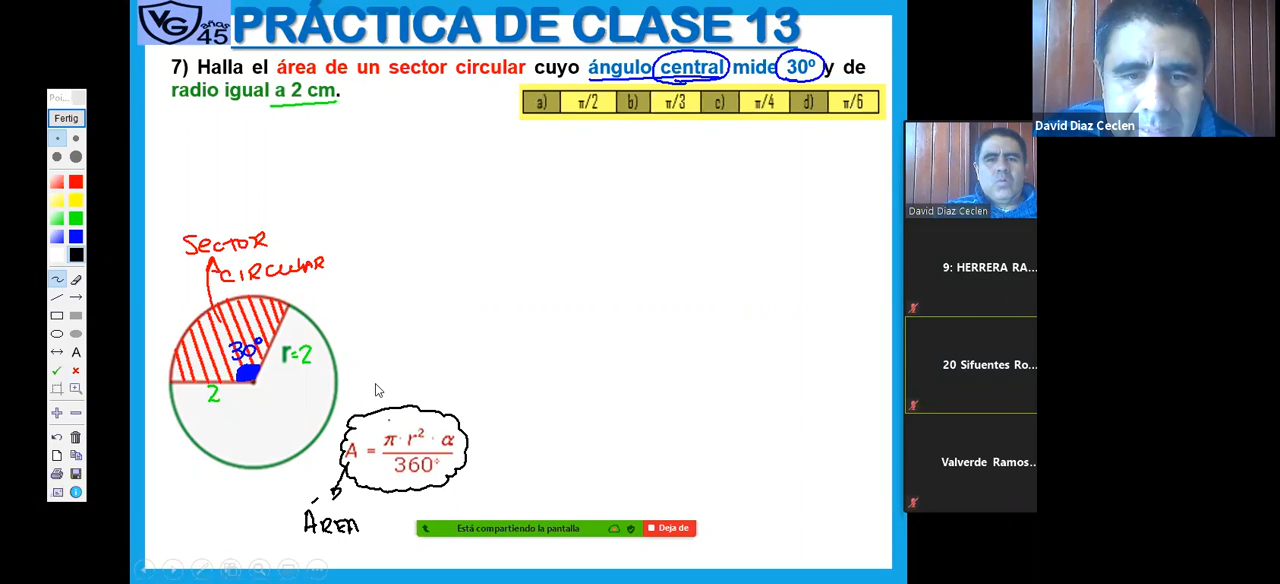 VG
años
45
PRÁCTICA DE CLASE 13
7) Halla el área de un sector circular cuyo ángulo central mide 30º y de
radio igual a 2 cm.
a) π/2 b) π/3 c) π/4 d) π/6
Poi...
Fertig
A
SECTOR
CIRCULAR
30°
r=2
2
A = π · r² · α
360°
ÁREA
Está compartiendo la pantalla
Deja de
David Diaz Ceclen
David Diaz Ceclen
9: HERRERA RA...
20 Sifuentes Ro...
Valverde Ramos...